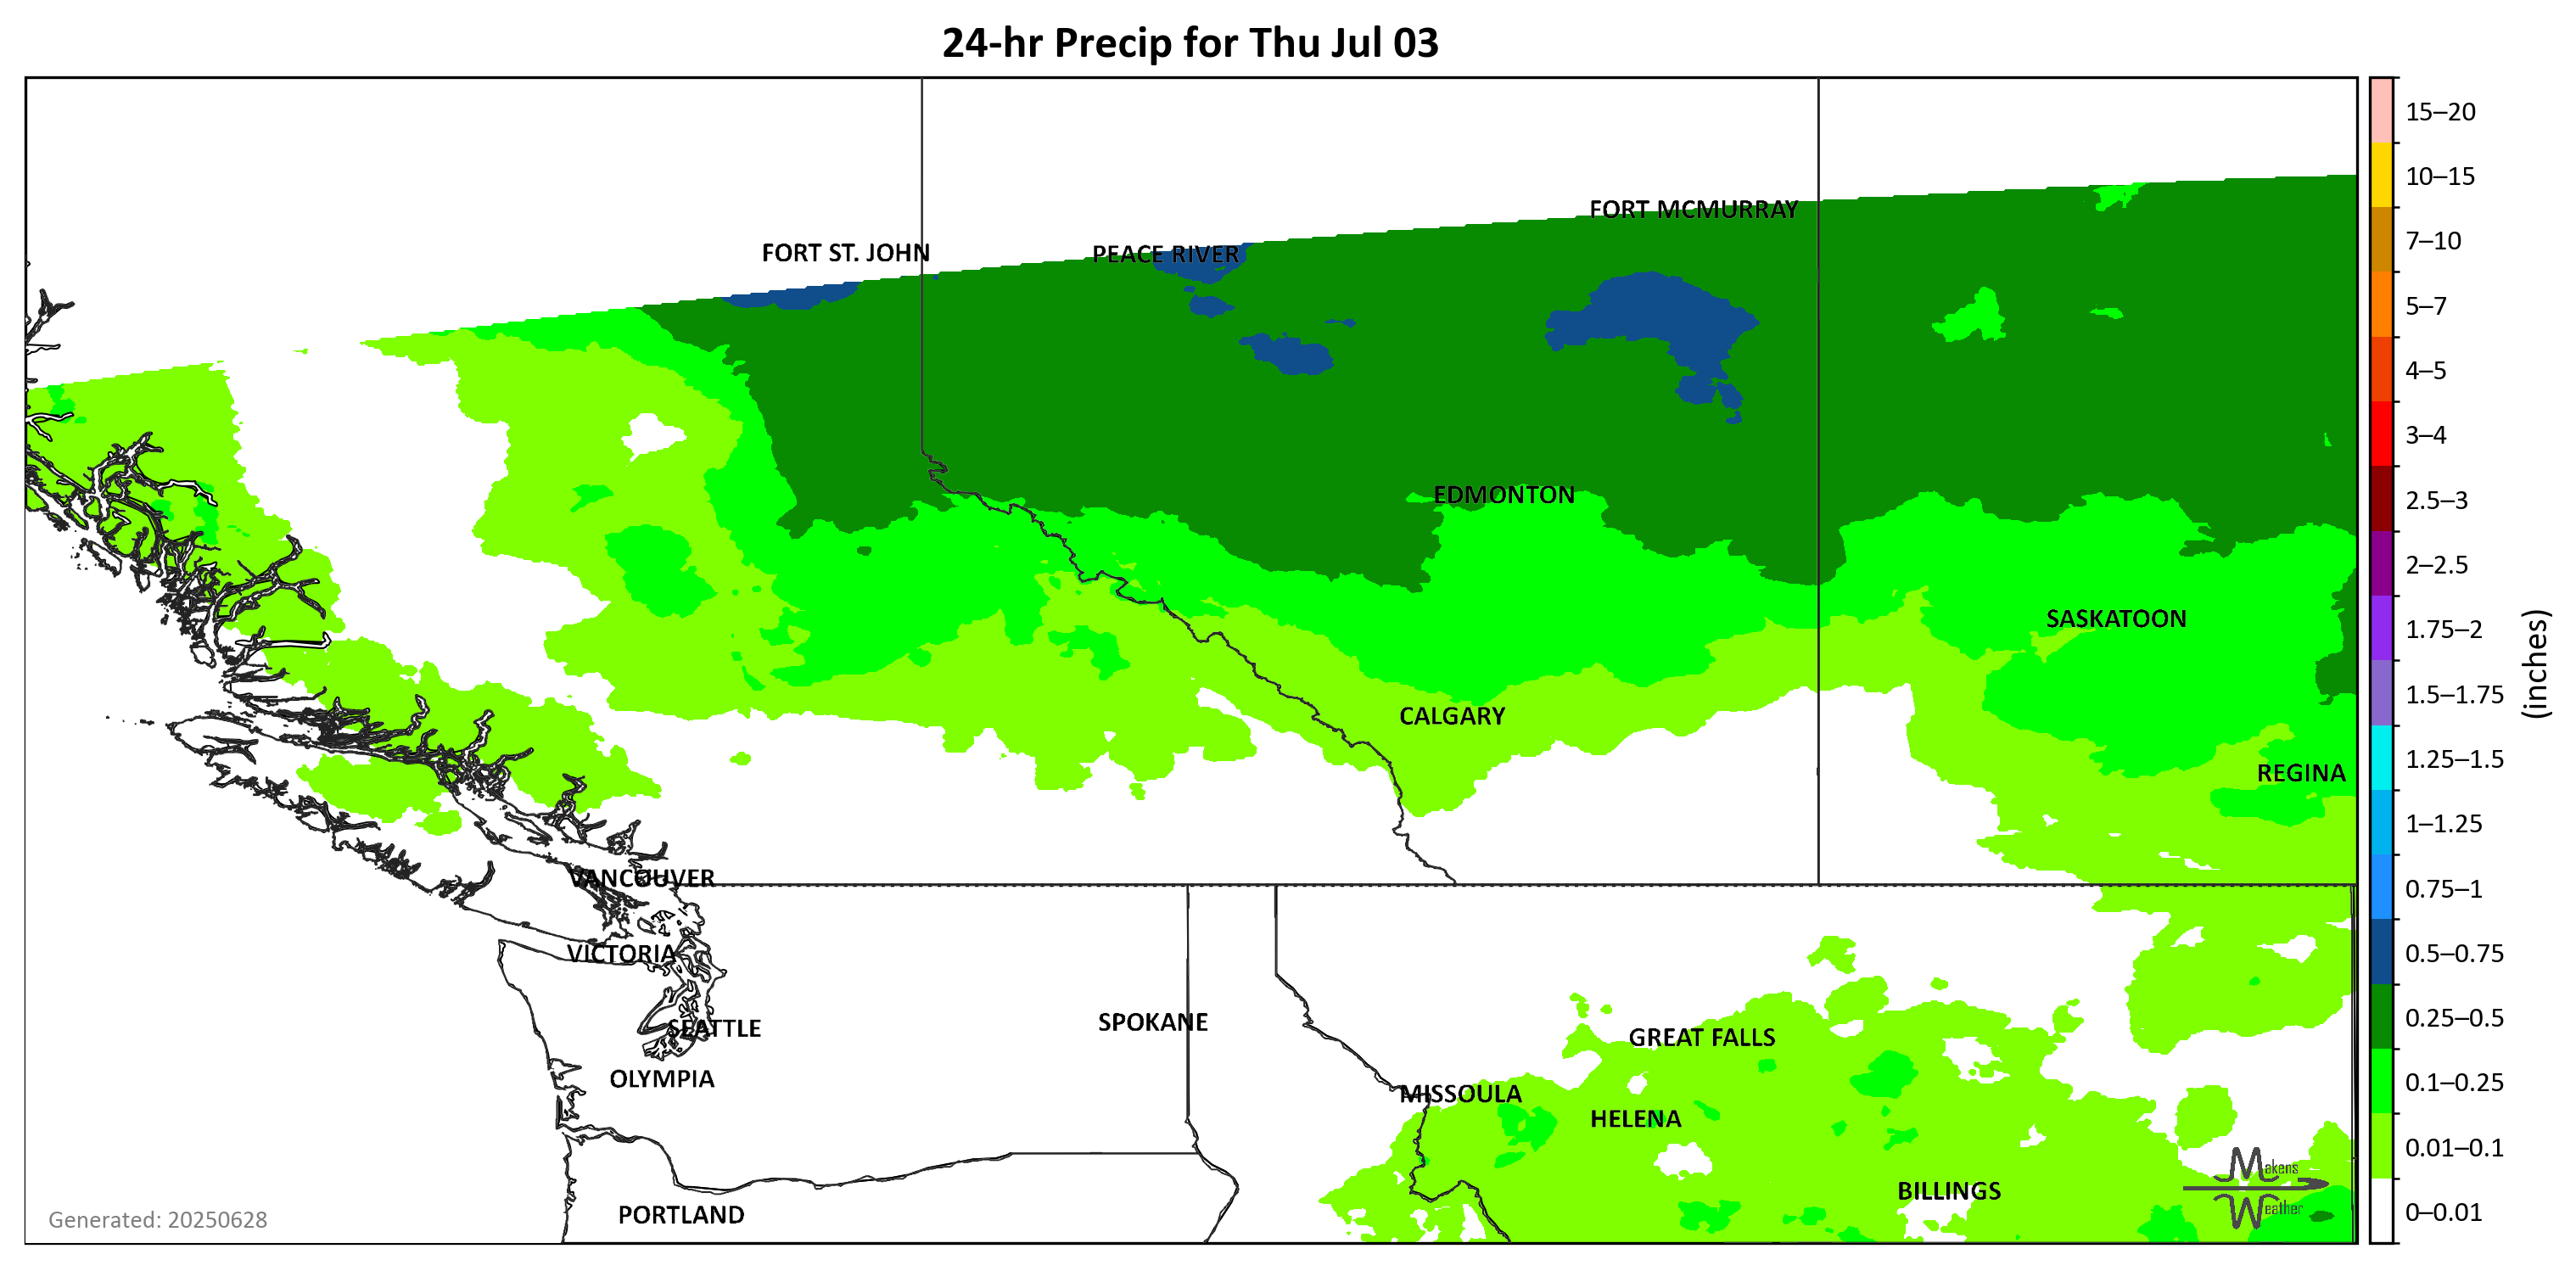 24-hr Precip for Thu Jul 03
15–20
10–15
7–10
5–7
4–5
3–4
2.5–3
2–2.5
1.75–2
1.5–1.75
1.25–1.5
1–1.25
0.75–1
0.5–0.75
0.25–0.5
0.1–0.25
0.01–0.1
0–0.01
(inches)
FORT MCMURRAY
FORT ST. JOHN
PEACE RIVER
EDMONTON
SASKATOON
CALGARY
REGINA
VANCOUVER
VICTORIA
SEATTLE
SPOKANE
GREAT FALLS
OLYMPIA
MISSOULA
HELENA
BILLINGS
PORTLAND
Makens
Weather
Generated: 20250628